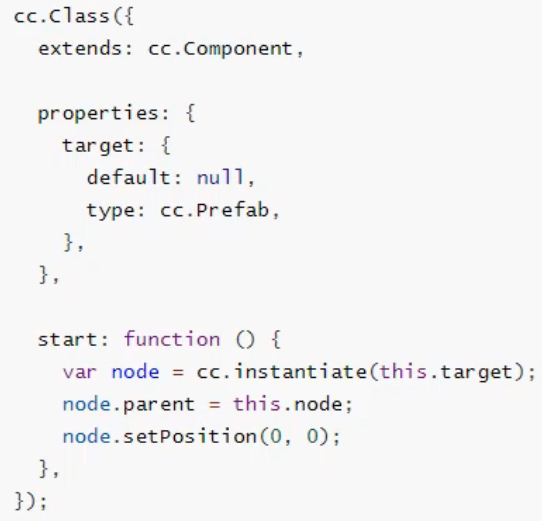 cc.Class({
  extends: cc.Component,

  properties: {
    target: {
      default: null,
      type: cc.Prefab,
    },
  },

  start: function () {
    var node = cc.instantiate(this.target);
    node.parent = this.node;
    node.setPosition(0, 0);
  },
});